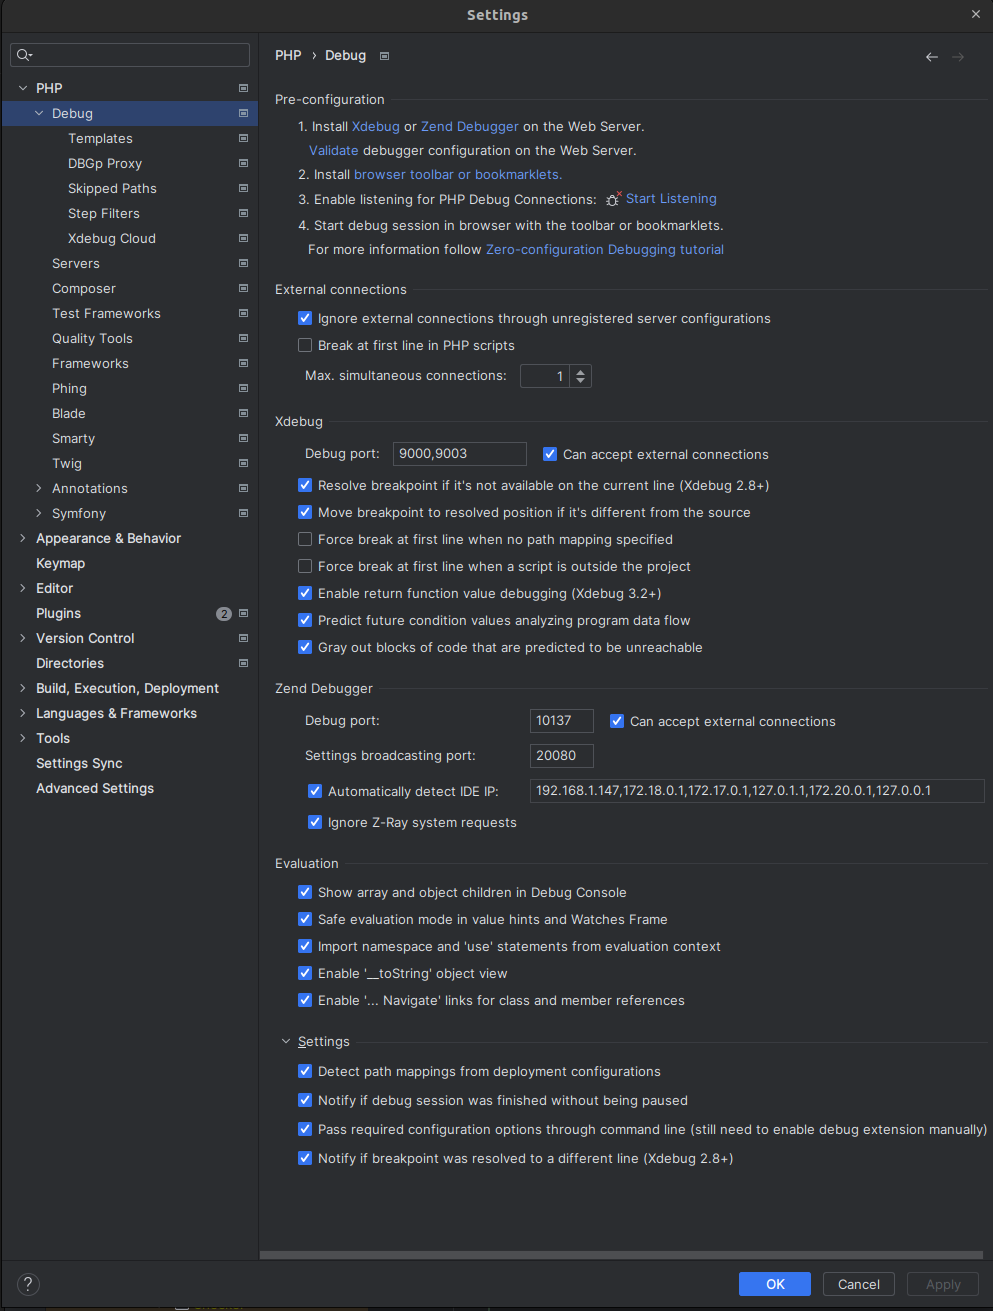 Settings
PHP
Debug
Templates
DBGp Proxy
Skipped Paths
Step Filters
Xdebug Cloud
Servers
Composer
Test Frameworks
Quality Tools
Frameworks
Phing
Blade
Smarty
Twig
Annotations
Symfony
Appearance & Behavior
Keymap
Editor
Plugins 2
Version Control
Directories
Build, Execution, Deployment
Languages & Frameworks
Tools
Settings Sync
Advanced Settings
PHP › Debug
Pre-configuration
1. Install Xdebug or Zend Debugger on the Web Server.
Validate debugger configuration on the Web Server.
2. Install browser toolbar or bookmarklets.
3. Enable listening for PHP Debug Connections: Start Listening
4. Start debug session in browser with the toolbar or bookmarklets.
For more information follow Zero-configuration Debugging tutorial
External connections
Ignore external connections through unregistered server configurations
Break at first line in PHP scripts
Max. simultaneous connections: 1
Xdebug
Debug port: 9000,9003 Can accept external connections
Resolve breakpoint if it's not available on the current line (Xdebug 2.8+)
Move breakpoint to resolved position if it's different from the source
Force break at first line when no path mapping specified
Force break at first line when a script is outside the project
Enable return function value debugging (Xdebug 3.2+)
Predict future condition values analyzing program data flow
Gray out blocks of code that are predicted to be unreachable
Zend Debugger
Debug port: 10137 Can accept external connections
Settings broadcasting port: 20080
Automatically detect IDE IP: 192.168.1.147,172.18.0.1,172.17.0.1,127.0.1.1,172.20.0.1,127.0.0.1
Ignore Z-Ray system requests
Evaluation
Show array and object children in Debug Console
Safe evaluation mode in value hints and Watches Frame
Import namespace and 'use' statements from evaluation context
Enable '__toString' object view
Enable '... Navigate' links for class and member references
Settings
Detect path mappings from deployment configurations
Notify if debug session was finished without being paused
Pass required configuration options through command line (still need to enable debug extension manually)
Notify if breakpoint was resolved to a different line (Xdebug 2.8+)
? OK Cancel Apply